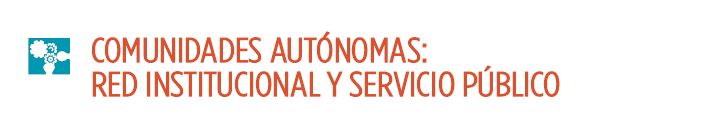 COMUNIDADES AUTÓNOMAS:
RED INSTITUCIONAL Y SERVICIO PÚBLICO